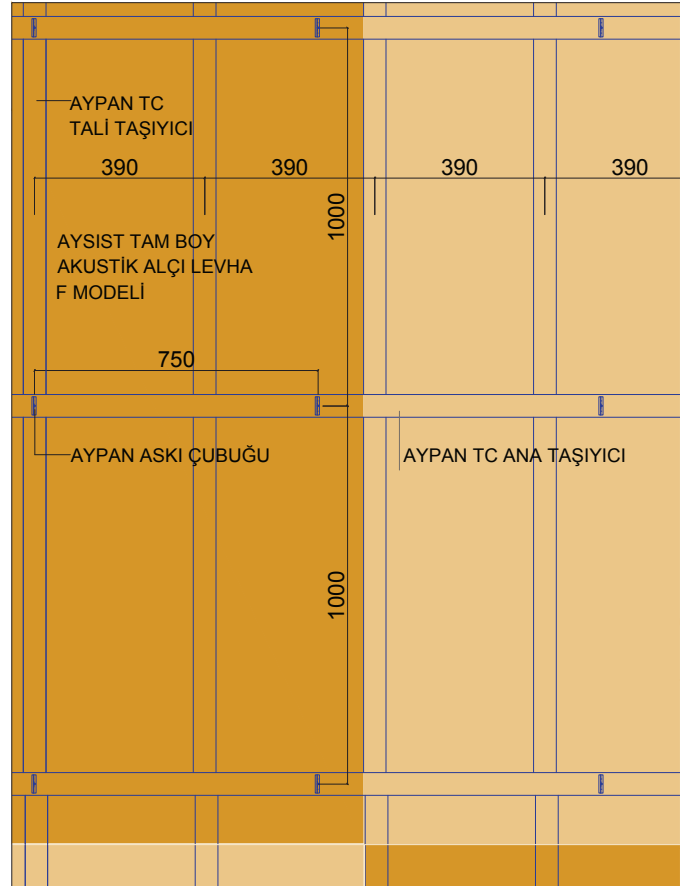 AYPAN TC
TALİ TAŞIYICI
390 390 390 390
1000
AYSIST TAM BOY
AKUSTİK ALÇI LEVHA
F MODELİ
750
AYPAN ASKI ÇUBUĞU
AYPAN TC ANA TAŞIYICI
1000